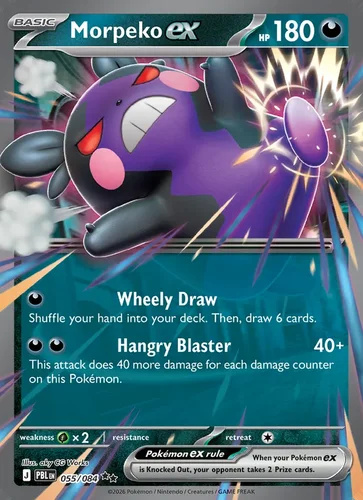 BASIC
Morpeko ex
HP 180
Wheely Draw
Shuffle your hand into your deck. Then, draw 6 cards.
Hangry Blaster 40+
This attack does 40 more damage for each damage counter
on this Pokémon.
weakness ×2 resistance retreat
Illus. aky CG Works
Pokémon ex rule
When your Pokémon ex
is Knocked Out, your opponent takes 2 Prize cards.
J PBL EN 055/084
©2026 Pokémon / Nintendo / Creatures / GAME FREAK